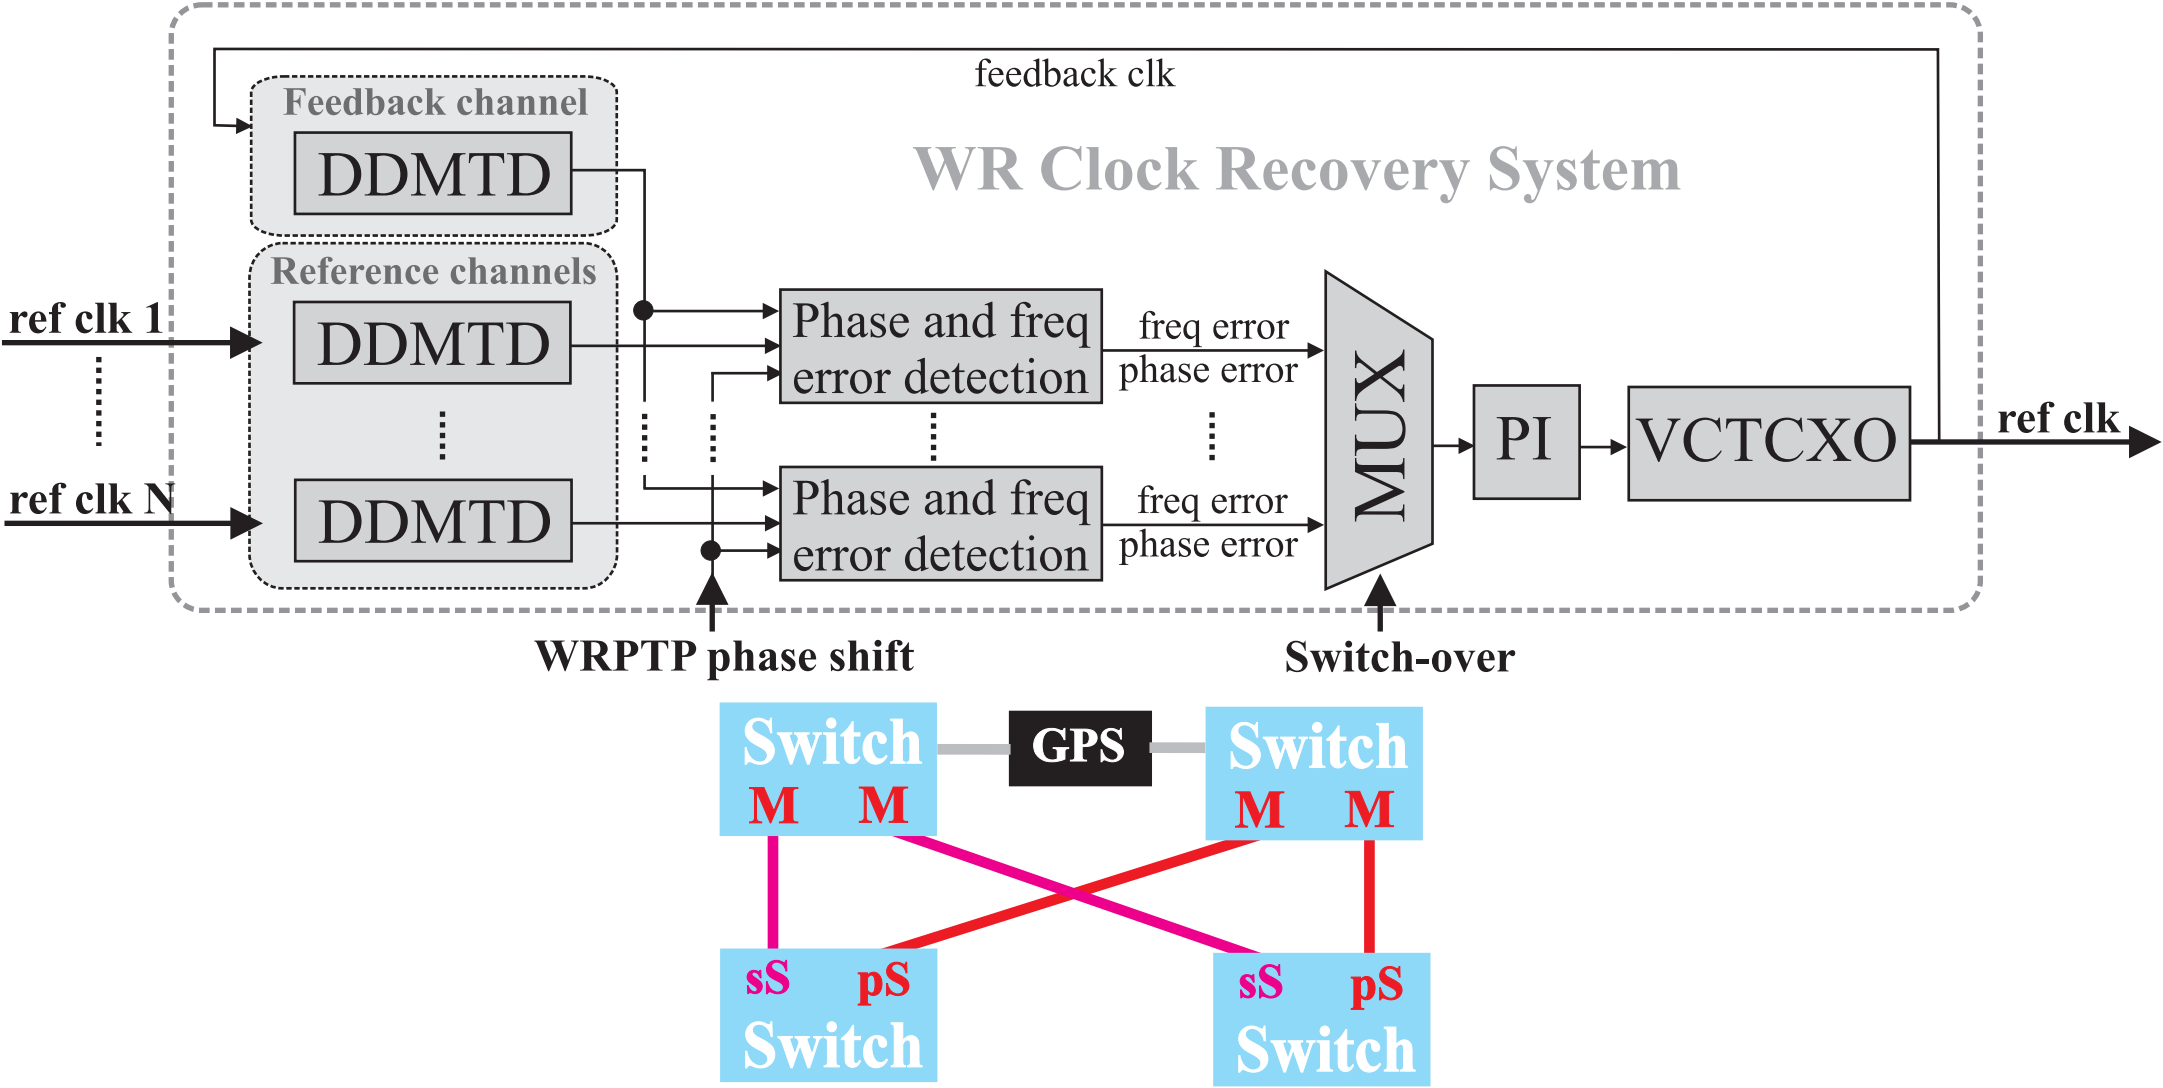 feedback clk
Feedback channel
DDMTD
WR Clock Recovery System
Reference channels
ref clk 1
DDMTD
Phase and freq
error detection
freq error
phase error
MUX
PI
VCTCXO
ref clk
ref clk N
DDMTD
Phase and freq
error detection
freq error
phase error
WRPTP phase shift
Switch-over
Switch
M M
GPS
Switch
M M
sS pS
Switch
sS pS
Switch